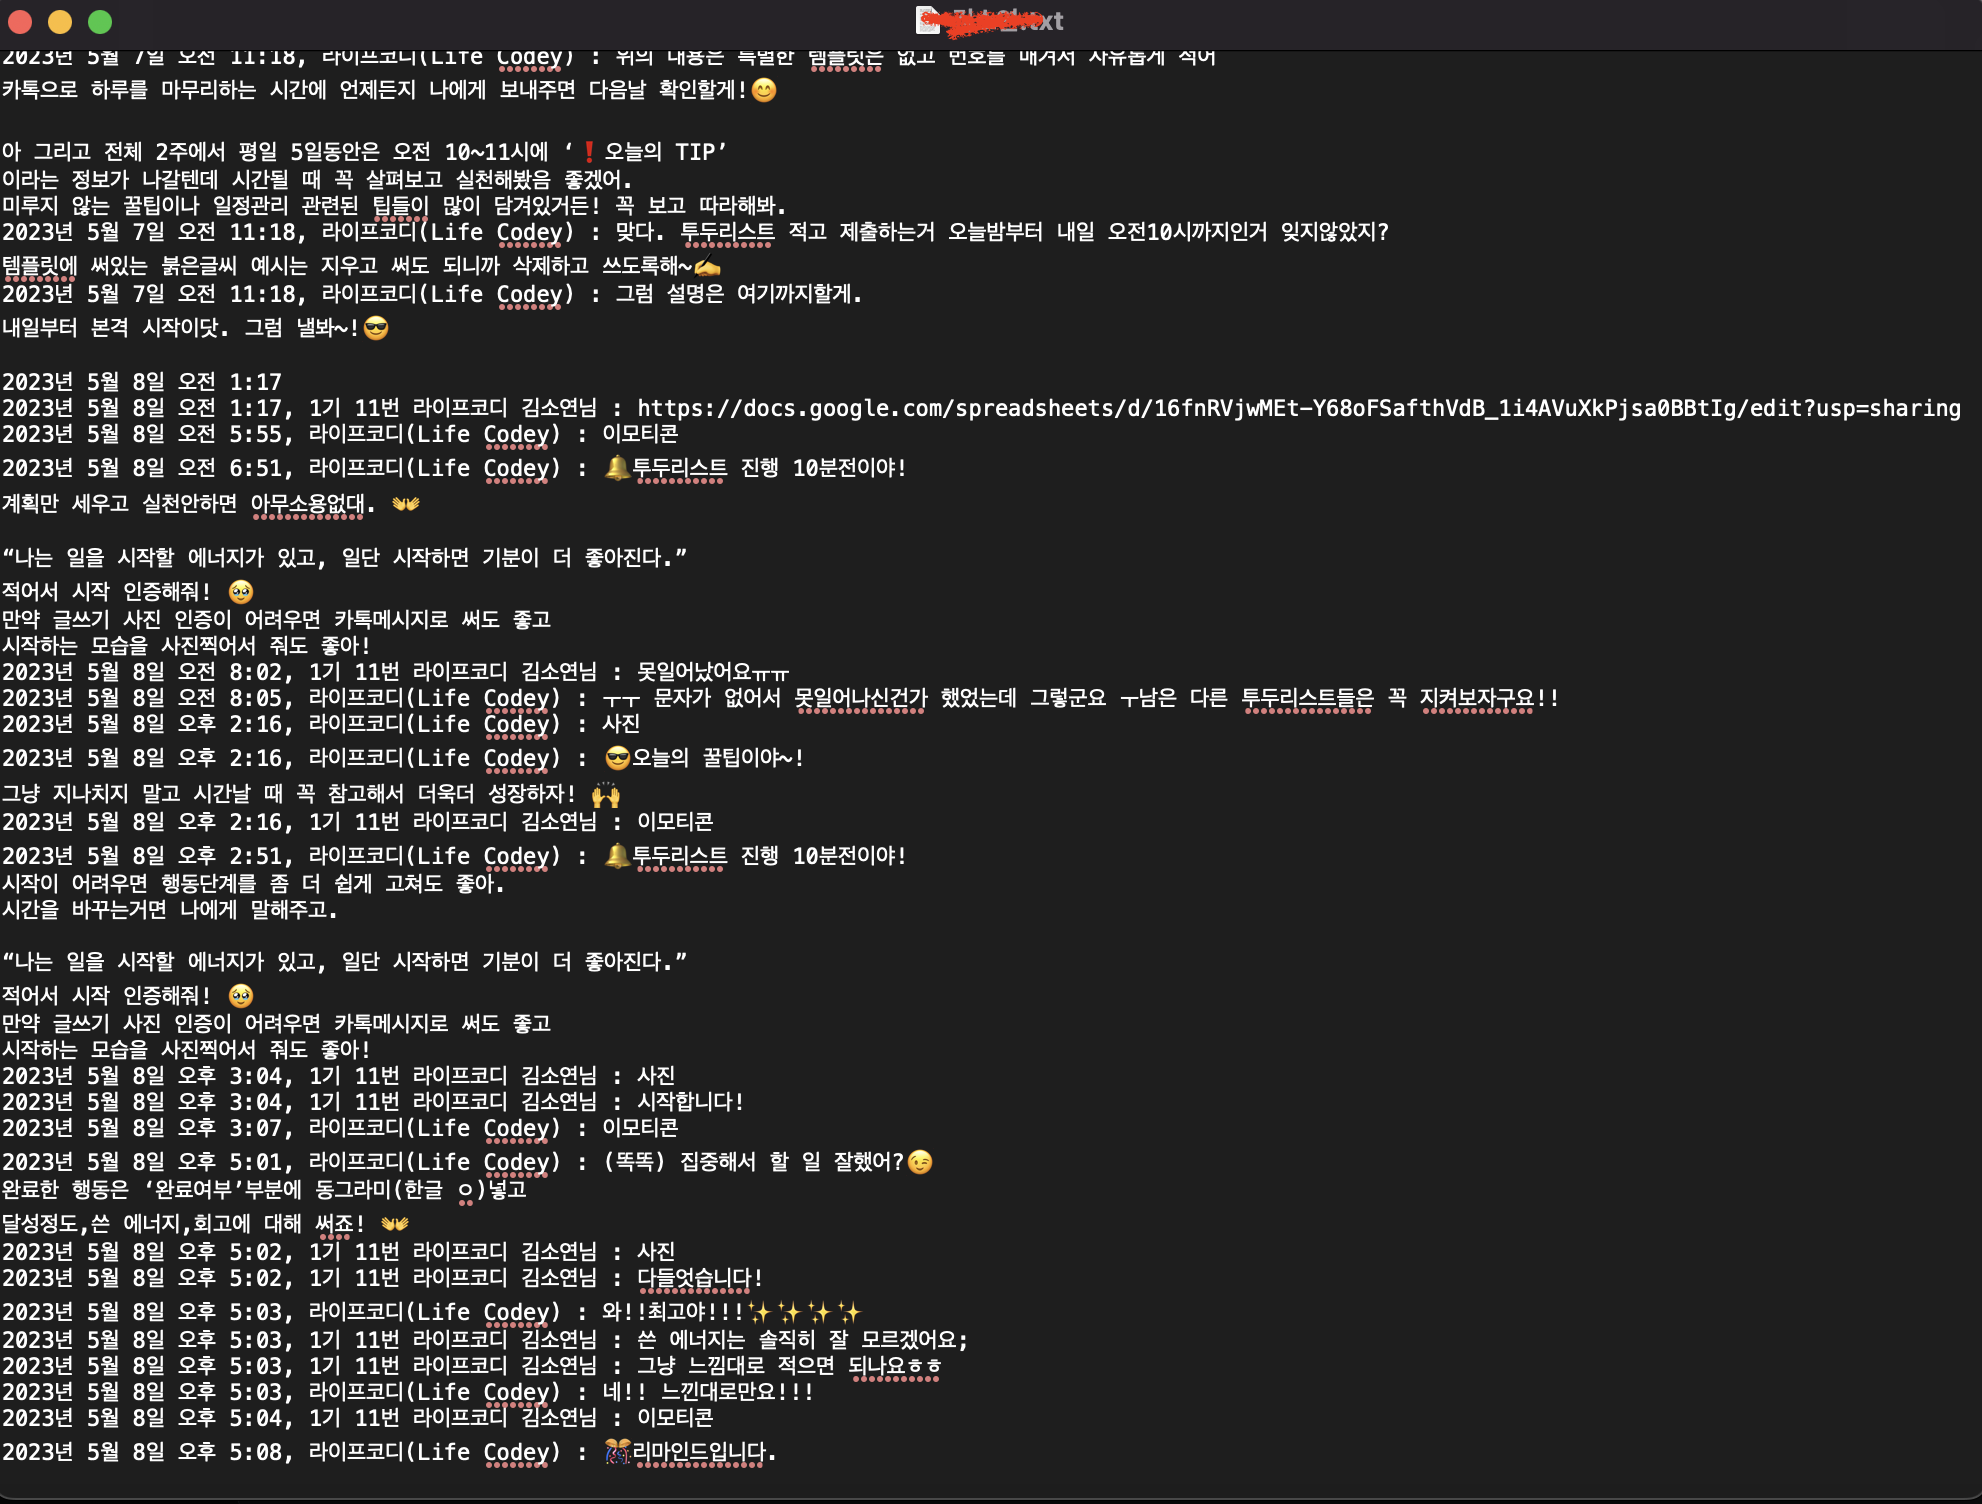 .txt
2023년 5월 7일 오전 11:18, 라이프코디(Life Codey) : 위의 내용은 특별한 템플릿은 없고 번호를 매겨서 자유롭게 적어
카톡으로 하루를 마무리하는 시간에 언제든지 나에게 보내주면 다음날 확인할게!😊
아 그리고 전체 2주에서 평일 5일동안은 오전 10~11시에 ‘❗오늘의 TIP’
이라는 정보가 나갈텐데 시간될 때 꼭 살펴보고 실천해봤음 좋겠어.
미루지 않는 꿀팁이나 일정관리 관련된 팁들이 많이 담겨있거든! 꼭 보고 따라해봐.
2023년 5월 7일 오전 11:18, 라이프코디(Life Codey) : 맞다. 투두리스트 적고 제출하는거 오늘밤부터 내일 오전10시까지인거 잊지않았지?
템플릿에 써있는 붉은글씨 예시는 지우고 써도 되니까 삭제하고 쓰도록해~✍️
2023년 5월 7일 오전 11:18, 라이프코디(Life Codey) : 그럼 설명은 여기까지할게.
내일부터 본격 시작이닷. 그럼 낼봐~!😎
2023년 5월 8일 오전 1:17
2023년 5월 8일 오전 1:17, 1기 11번 라이프코디 김소연님 : https://docs.google.com/spreadsheets/d/16fnRVjwMEt-Y68oFSafthVdB_1i4AVuXkPjsa0BBtIg/edit?usp=sharing
2023년 5월 8일 오전 5:55, 라이프코디(Life Codey) : 이모티콘
2023년 5월 8일 오전 6:51, 라이프코디(Life Codey) : 🔔투두리스트 진행 10분전이야!
계획만 세우고 실천안하면 아무소용없대. 👐
“나는 일을 시작할 에너지가 있고, 일단 시작하면 기분이 더 좋아진다.”
적어서 시작 인증해줘! 🥹
만약 글쓰기 사진 인증이 어려우면 카톡메시지로 써도 좋고
시작하는 모습을 사진찍어서 줘도 좋아!
2023년 5월 8일 오전 8:02, 1기 11번 라이프코디 김소연님 : 못일어났어요ㅠㅠ
2023년 5월 8일 오전 8:05, 라이프코디(Life Codey) : ㅜㅜ 문자가 없어서 못일어나신건가 했었는데 그렇군요 ㅜ남은 다른 투두리스트들은 꼭 지켜보자구요!!
2023년 5월 8일 오후 2:16, 라이프코디(Life Codey) : 사진
2023년 5월 8일 오후 2:16, 라이프코디(Life Codey) : 😎오늘의 꿀팁이야~!
그냥 지나치지 말고 시간날 때 꼭 참고해서 더욱더 성장하자! 🙌
2023년 5월 8일 오후 2:16, 1기 11번 라이프코디 김소연님 : 이모티콘
2023년 5월 8일 오후 2:51, 라이프코디(Life Codey) : 🔔투두리스트 진행 10분전이야!
시작이 어려우면 행동단계를 좀 더 쉽게 고쳐도 좋아.
시간을 바꾸는거면 나에게 말해주고.
“나는 일을 시작할 에너지가 있고, 일단 시작하면 기분이 더 좋아진다.”
적어서 시작 인증해줘! 🥹
만약 글쓰기 사진 인증이 어려우면 카톡메시지로 써도 좋고
시작하는 모습을 사진찍어서 줘도 좋아!
2023년 5월 8일 오후 3:04, 1기 11번 라이프코디 김소연님 : 사진
2023년 5월 8일 오후 3:04, 1기 11번 라이프코디 김소연님 : 시작합니다!
2023년 5월 8일 오후 3:07, 라이프코디(Life Codey) : 이모티콘
2023년 5월 8일 오후 5:01, 라이프코디(Life Codey) : (똑똑) 집중해서 할 일 잘했어?😉
완료한 행동은 ‘완료여부’부분에 동그라미(한글 ㅇ)넣고
달성정도,쓴 에너지,회고에 대해 써죠! 👐
2023년 5월 8일 오후 5:02, 1기 11번 라이프코디 김소연님 : 사진
2023년 5월 8일 오후 5:02, 1기 11번 라이프코디 김소연님 : 다들엇습니다!
2023년 5월 8일 오후 5:03, 라이프코디(Life Codey) : 와!!최고야!!!✨✨✨✨
2023년 5월 8일 오후 5:03, 1기 11번 라이프코디 김소연님 : 쓴 에너지는 솔직히 잘 모르겠어요;
2023년 5월 8일 오후 5:03, 1기 11번 라이프코디 김소연님 : 그냥 느낌대로 적으면 되나요ㅎㅎ
2023년 5월 8일 오후 5:03, 라이프코디(Life Codey) : 네!! 느낀대로만요!!!
2023년 5월 8일 오후 5:04, 1기 11번 라이프코디 김소연님 : 이모티콘
2023년 5월 8일 오후 5:08, 라이프코디(Life Codey) : 🎊리마인드입니다.